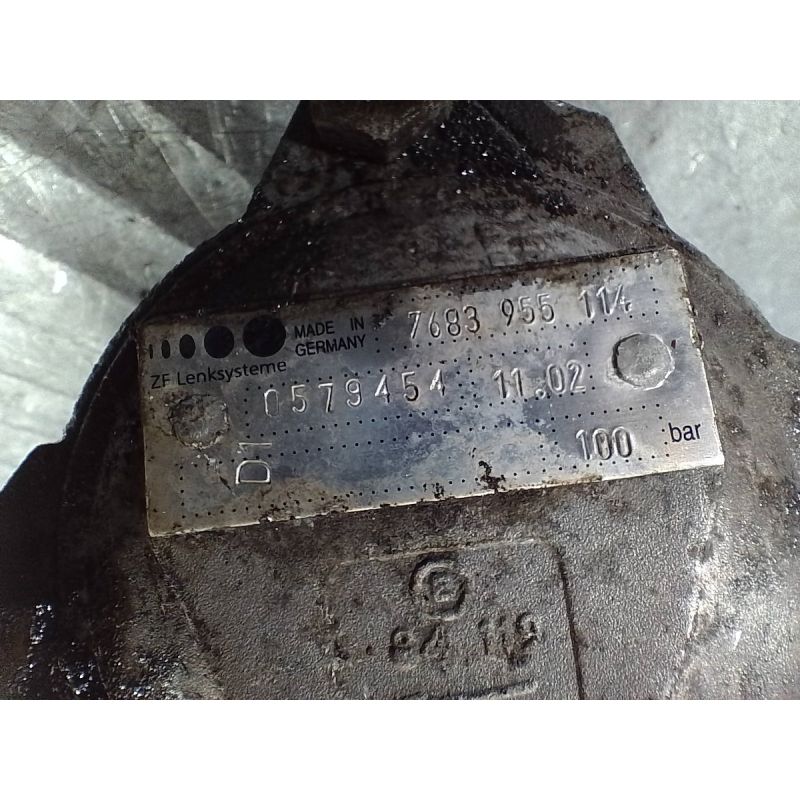 MADE IN GERMANY 7683 955 114
ZF Lenksysteme
0579454 11.02
D1
100 bar